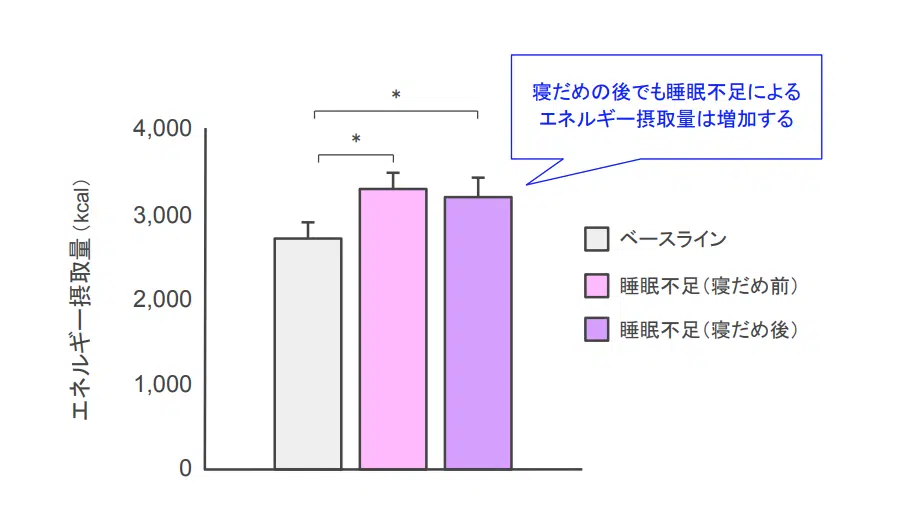 寝だめの後でも睡眠不足による
エネルギー摂取量は増加する
*
*
エネルギー摂取量（kcal）
4,000
3,000
2,000
1,000
0
ベースライン
睡眠不足（寝だめ前）
睡眠不足（寝だめ後）